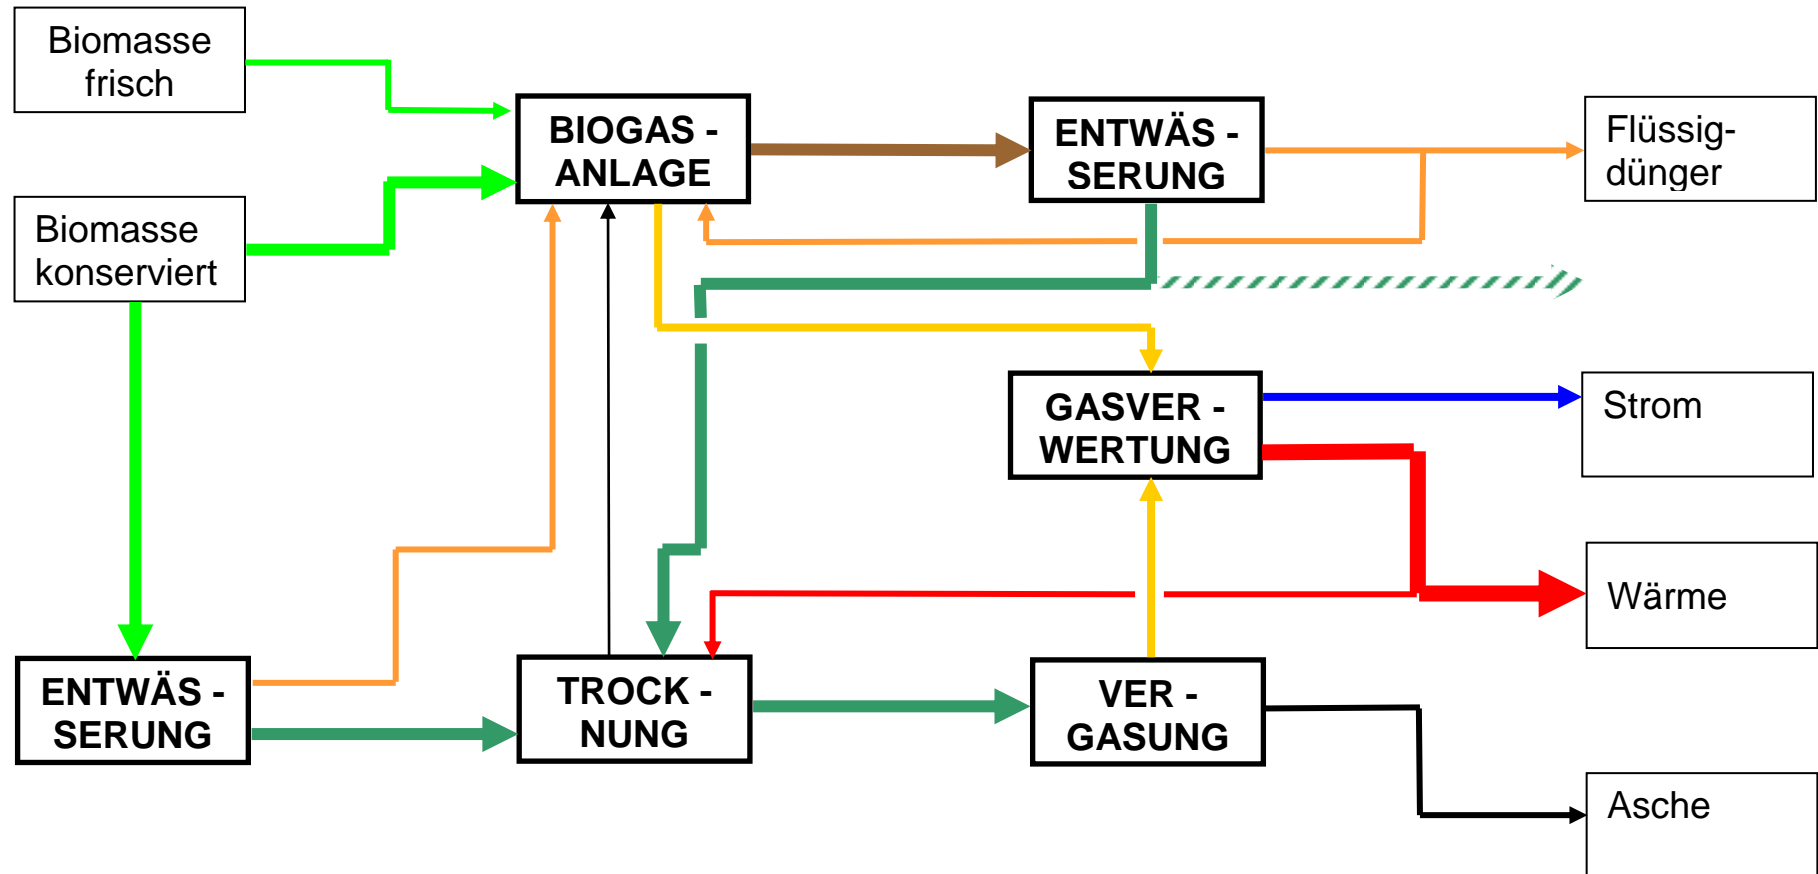 Biomasse
frisch
BIOGAS -
ANLAGE
ENTWÄS -
SERUNG
Flüssig-
dünger
Biomasse
konserviert
GASVER -
WERTUNG
Strom
Wärme
ENTWÄS -
SERUNG
TROCK -
NUNG
VER -
GASUNG
Asche